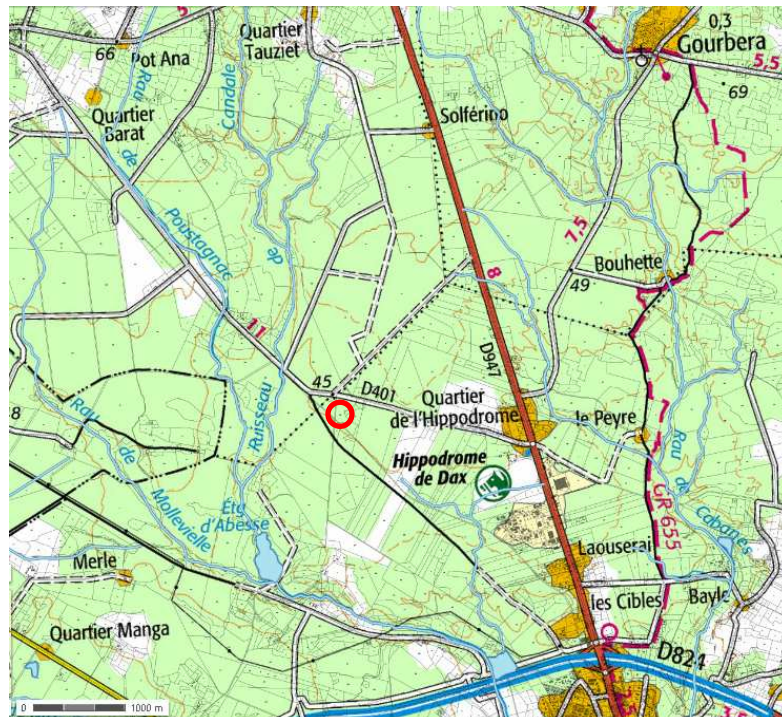 5
66
Pot Ana
Quartier
Tauziet
0,3
Gourbera
5,5
69
Rau
de
Candale
Quartier
Barat
Solférino
Poustagnac
de
7,5
8
Bouhette
49
11
D947
45
D401
Ruisseau
Quartier
de l'Hippodrome
le Peyre
8
Rau
de
Mollevielle
Hippodrome
de Dax
GR 655
Rau
de
Cabanes
Étg
d'Abesse
Merle
Laouserai
les Cibles
Quartier Manga
D824
0
1000 m